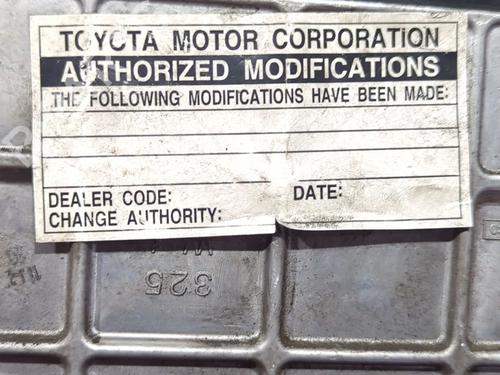 TOYOTA MOTOR CORPORATION
AUTHORIZED MODIFICATIONS
THE FOLLOWING MODIFICATIONS HAVE BEEN MADE:
DEALER CODE:
DATE:
CHANGE AUTHORITY:
325